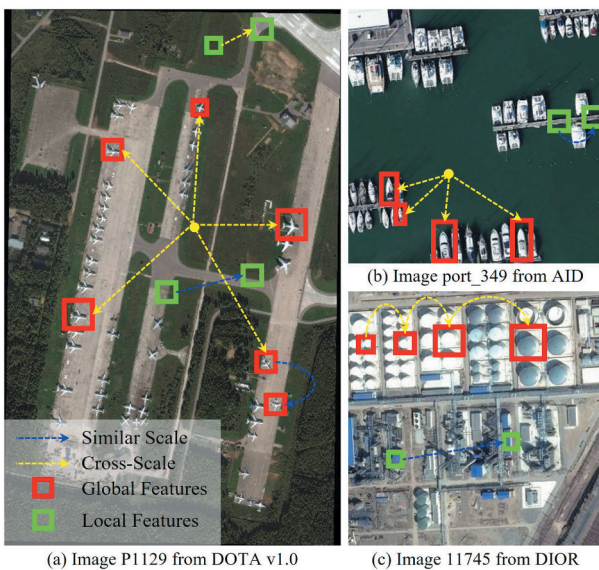 Similar Scale
Cross-Scale
Global Features
Local Features
(a) Image P1129 from DOTA v1.0
(b) Image port_349 from AID
(c) Image 11745 from DIOR